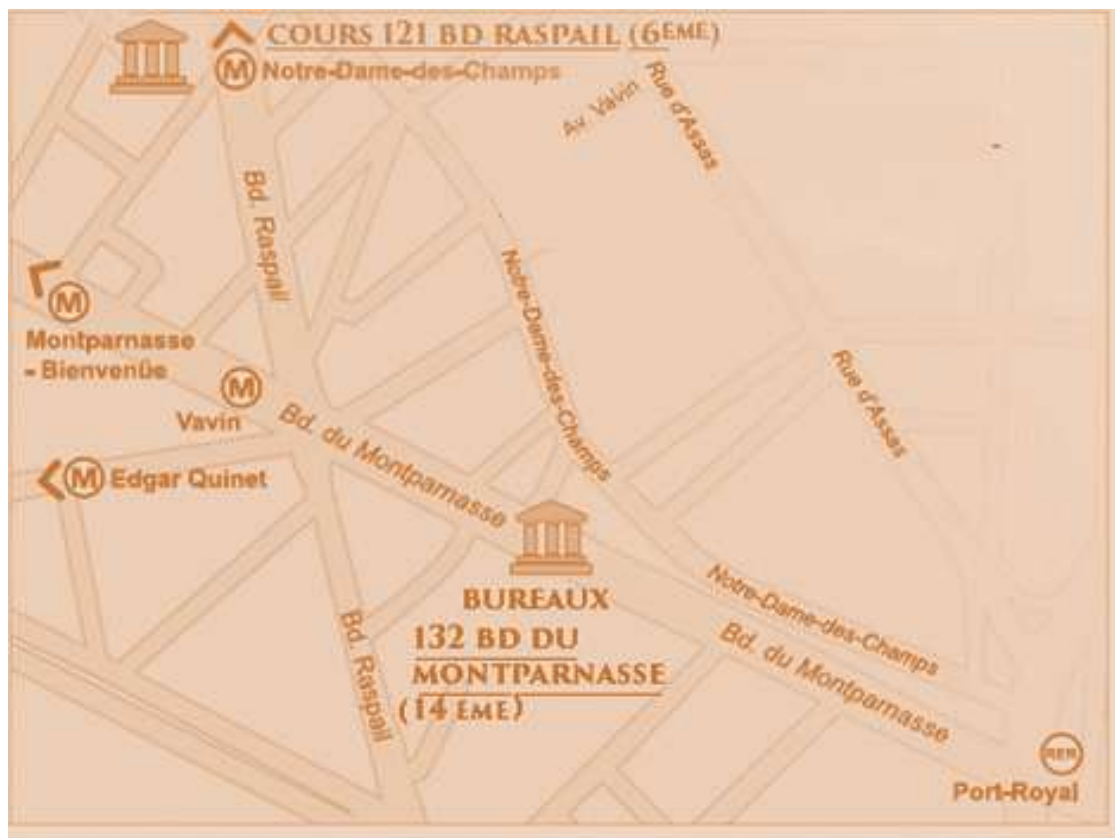 COURS 121 BD RASPAIL (6EME)
M Notre-Dame-des-Champs
Av. Vavin
Rue d'Assas
Bd. Raspail
Notre-Dame-des-Champs
M
Montparnasse
- Bienvenüe
M
Vavin
Bd. du Montparnasse
Rue d'Assas
M Edgar Quinet
BUREAUX
132 BD DU
MONTPARNASSE
(14 EME)
Bd. Raspail
Notre-Dame-des-Champs
Bd. du Montparnasse
RER
Port-Royal